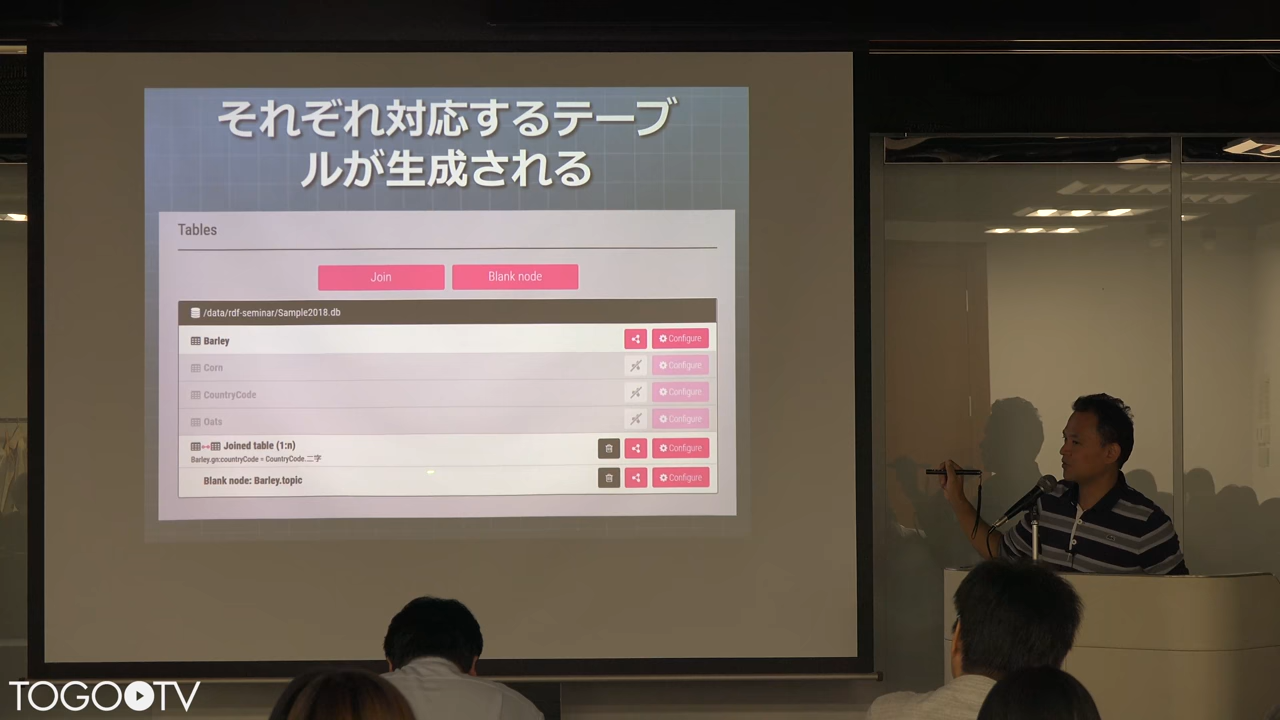 それぞれ対応するテーブ
ルが生成される
Tables
Join
Blank node
/data/rdf-seminar/Sample2018.db
Barley
Configure
Corn
Configure
CountryCode
Configure
Oats
Configure
Joined table (1:n)
Barley.gn:countryCode = CountryCode.二字
Configure
Blank node: Barley.topic
Configure
TOGO TV